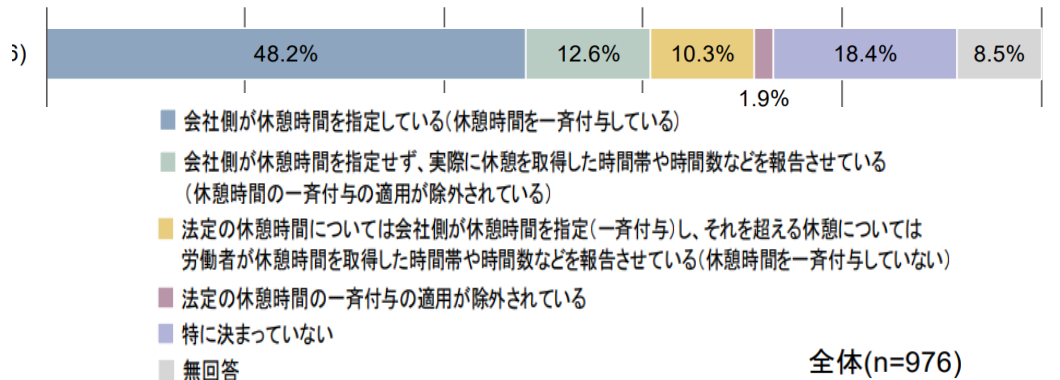 6)
48.2%
12.6%
10.3%
18.4%
8.5%
1.9%
会社側が休憩時間を指定している(休憩時間を一斉付与している)
会社側が休憩時間を指定せず、実際に休憩を取得した時間帯や時間数などを報告させている
(休憩時間の一斉付与の適用が除外されている)
法定の休憩時間については会社側が休憩時間を指定(一斉付与)し、それを超える休憩については
労働者が休憩時間を取得した時間帯や時間数などを報告させている(休憩時間を一斉付与していない)
法定の休憩時間の一斉付与の適用が除外されている
特に決まっていない
無回答
全体(n=976)